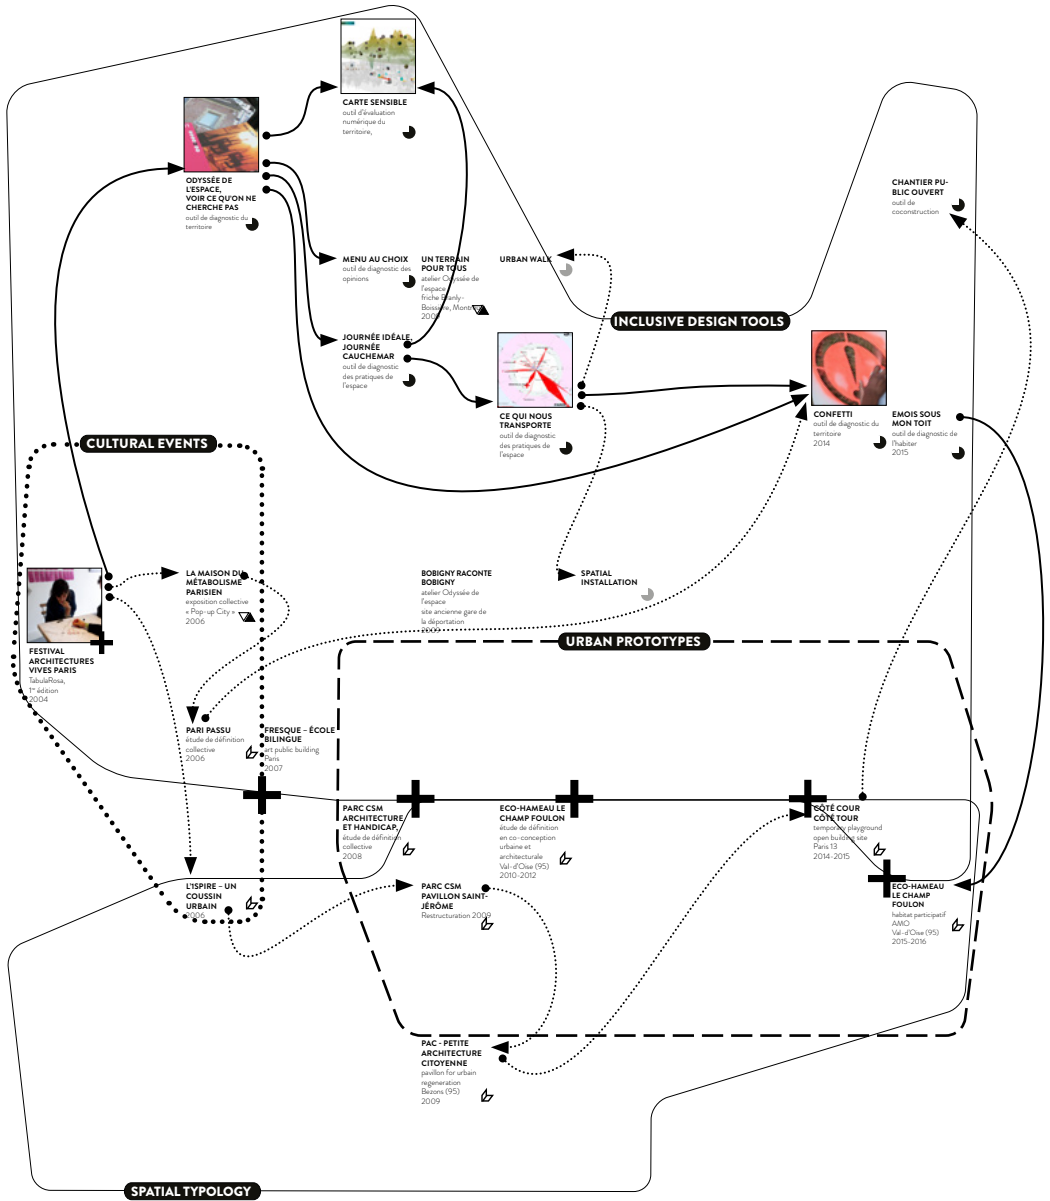 CARTE SENSIBLE
outil d'évaluation
numérique du
territoire,
ODYSSÉE DE
L'ESPACE,
VOIR CE QU'ON NE
CHERCHE PAS
outil de diagnostic du
territoire
CHANTIER PU-
BLIC OUVERT
outil de
coconstruction
MENU AU CHOIX
outil de diagnostic des
opinions
UN TERRAIN
POUR TOUS
atelier Odyssée de
l'espace
friche Branly-
Boissière,
2009
URBAN WALK
INCLUSIVE DESIGN TOOLS
JOURNÉE IDÉALE,
JOURNÉE
CAUCHEMAR
outil de diagnostic
des pratiques de
l'espace
CE QUI NOUS
TRANSPORTE
outil de diagnostic
des pratiques de
l'espace
CONFETTI
outil de diagnostic du
territoire
2014
EMOIS SOUS
MON TOIT
outil de diagnostic de
l'habiter
2015
CULTURAL EVENTS
LA MAISON DU
MÉTABOLISME
PARISIEN
exposition collective
« Pop-up City »
2006
BOBIGNY RACONTE
BOBIGNY
atelier Odyssée de
l'espace
site ancienne gare de
la déportation
2009
SPATIAL
INSTALLATION
FESTIVAL
ARCHITECTURES
VIVES PARIS
TabulaRosa,
1re édition
2004
URBAN PROTOTYPES
PARI PASSU
étude de définition
collective
2006
FRESQUE – ÉCOLE
BILINGUE
art public building
Paris
2007
PARC CSM
ARCHITECTURE
ET HANDICAP,
étude de définition
collective
2008
ECO-HAMEAU LE
CHAMP FOULON
étude de définition
en co-conception
urbaine et
architecturale
Val-d'Oise (95)
2010-2012
CÔTÉ COUR
CÔTÉ TOUR
temporary playground
open building site
Paris 13
2014-2015
L'ISPIRE – UN
COUSSIN
URBAIN
2006
PARC CSM
PAVILLON SAINT-
JÉRÔME
Restructuration 2009
ECO-HAMEAU
LE CHAMP
FOULON
habitat participatif
AMO
Val-d'Oise (95)
2015-2016
PAC - PETITE
ARCHITECTURE
CITOYENNE
pavillon for urban
regeneration
Bezons (95)
2009
SPATIAL TYPOLOGY